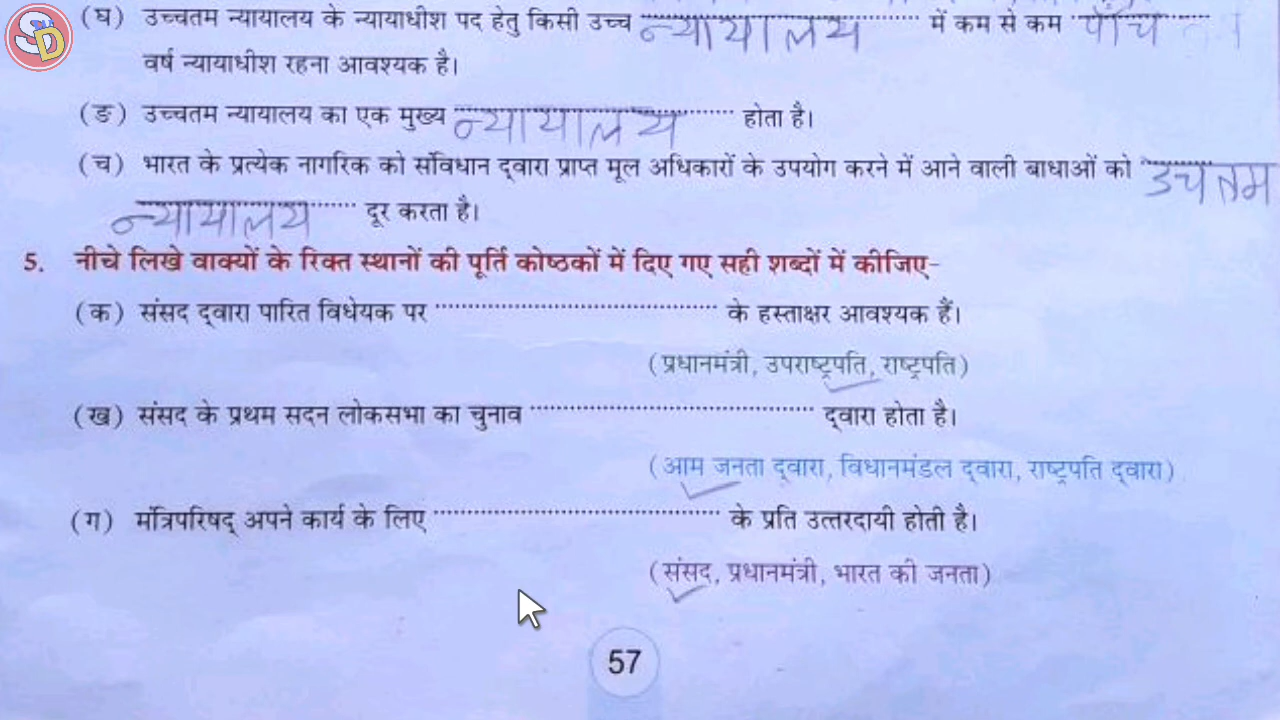 SD
(घ) उच्चतम न्यायालय के न्यायाधीश पद हेतु किसी उच्च न्यायालय में कम से कम पाँच
वर्ष न्यायाधीश रहना आवश्यक है।
(ङ) उच्चतम न्यायालय का एक मुख्य न्यायालय होता है।
(च) भारत के प्रत्येक नागरिक को संविधान द्वारा प्राप्त मूल अधिकारों के उपयोग करने में आने वाली बाधाओं को उचतम
न्यायालय दूर करता है।
5. नीचे लिखे वाक्यों के रिक्त स्थानों की पूर्ति कोष्ठकों में दिए गए सही शब्दों में कीजिए-
(क) संसद द्वारा पारित विधेयक पर ........................ के हस्ताक्षर आवश्यक हैं।
(प्रधानमंत्री, उपराष्ट्रपति, राष्ट्रपति)
(ख) संसद के प्रथम सदन लोकसभा का चुनाव ........................ द्वारा होता है।
(आम जनता द्वारा, विधानमंडल द्वारा, राष्ट्रपति द्वारा)
(ग) मंत्रिपरिषद् अपने कार्य के लिए ........................ के प्रति उत्तरदायी होती है।
(संसद, प्रधानमंत्री, भारत की जनता)
57